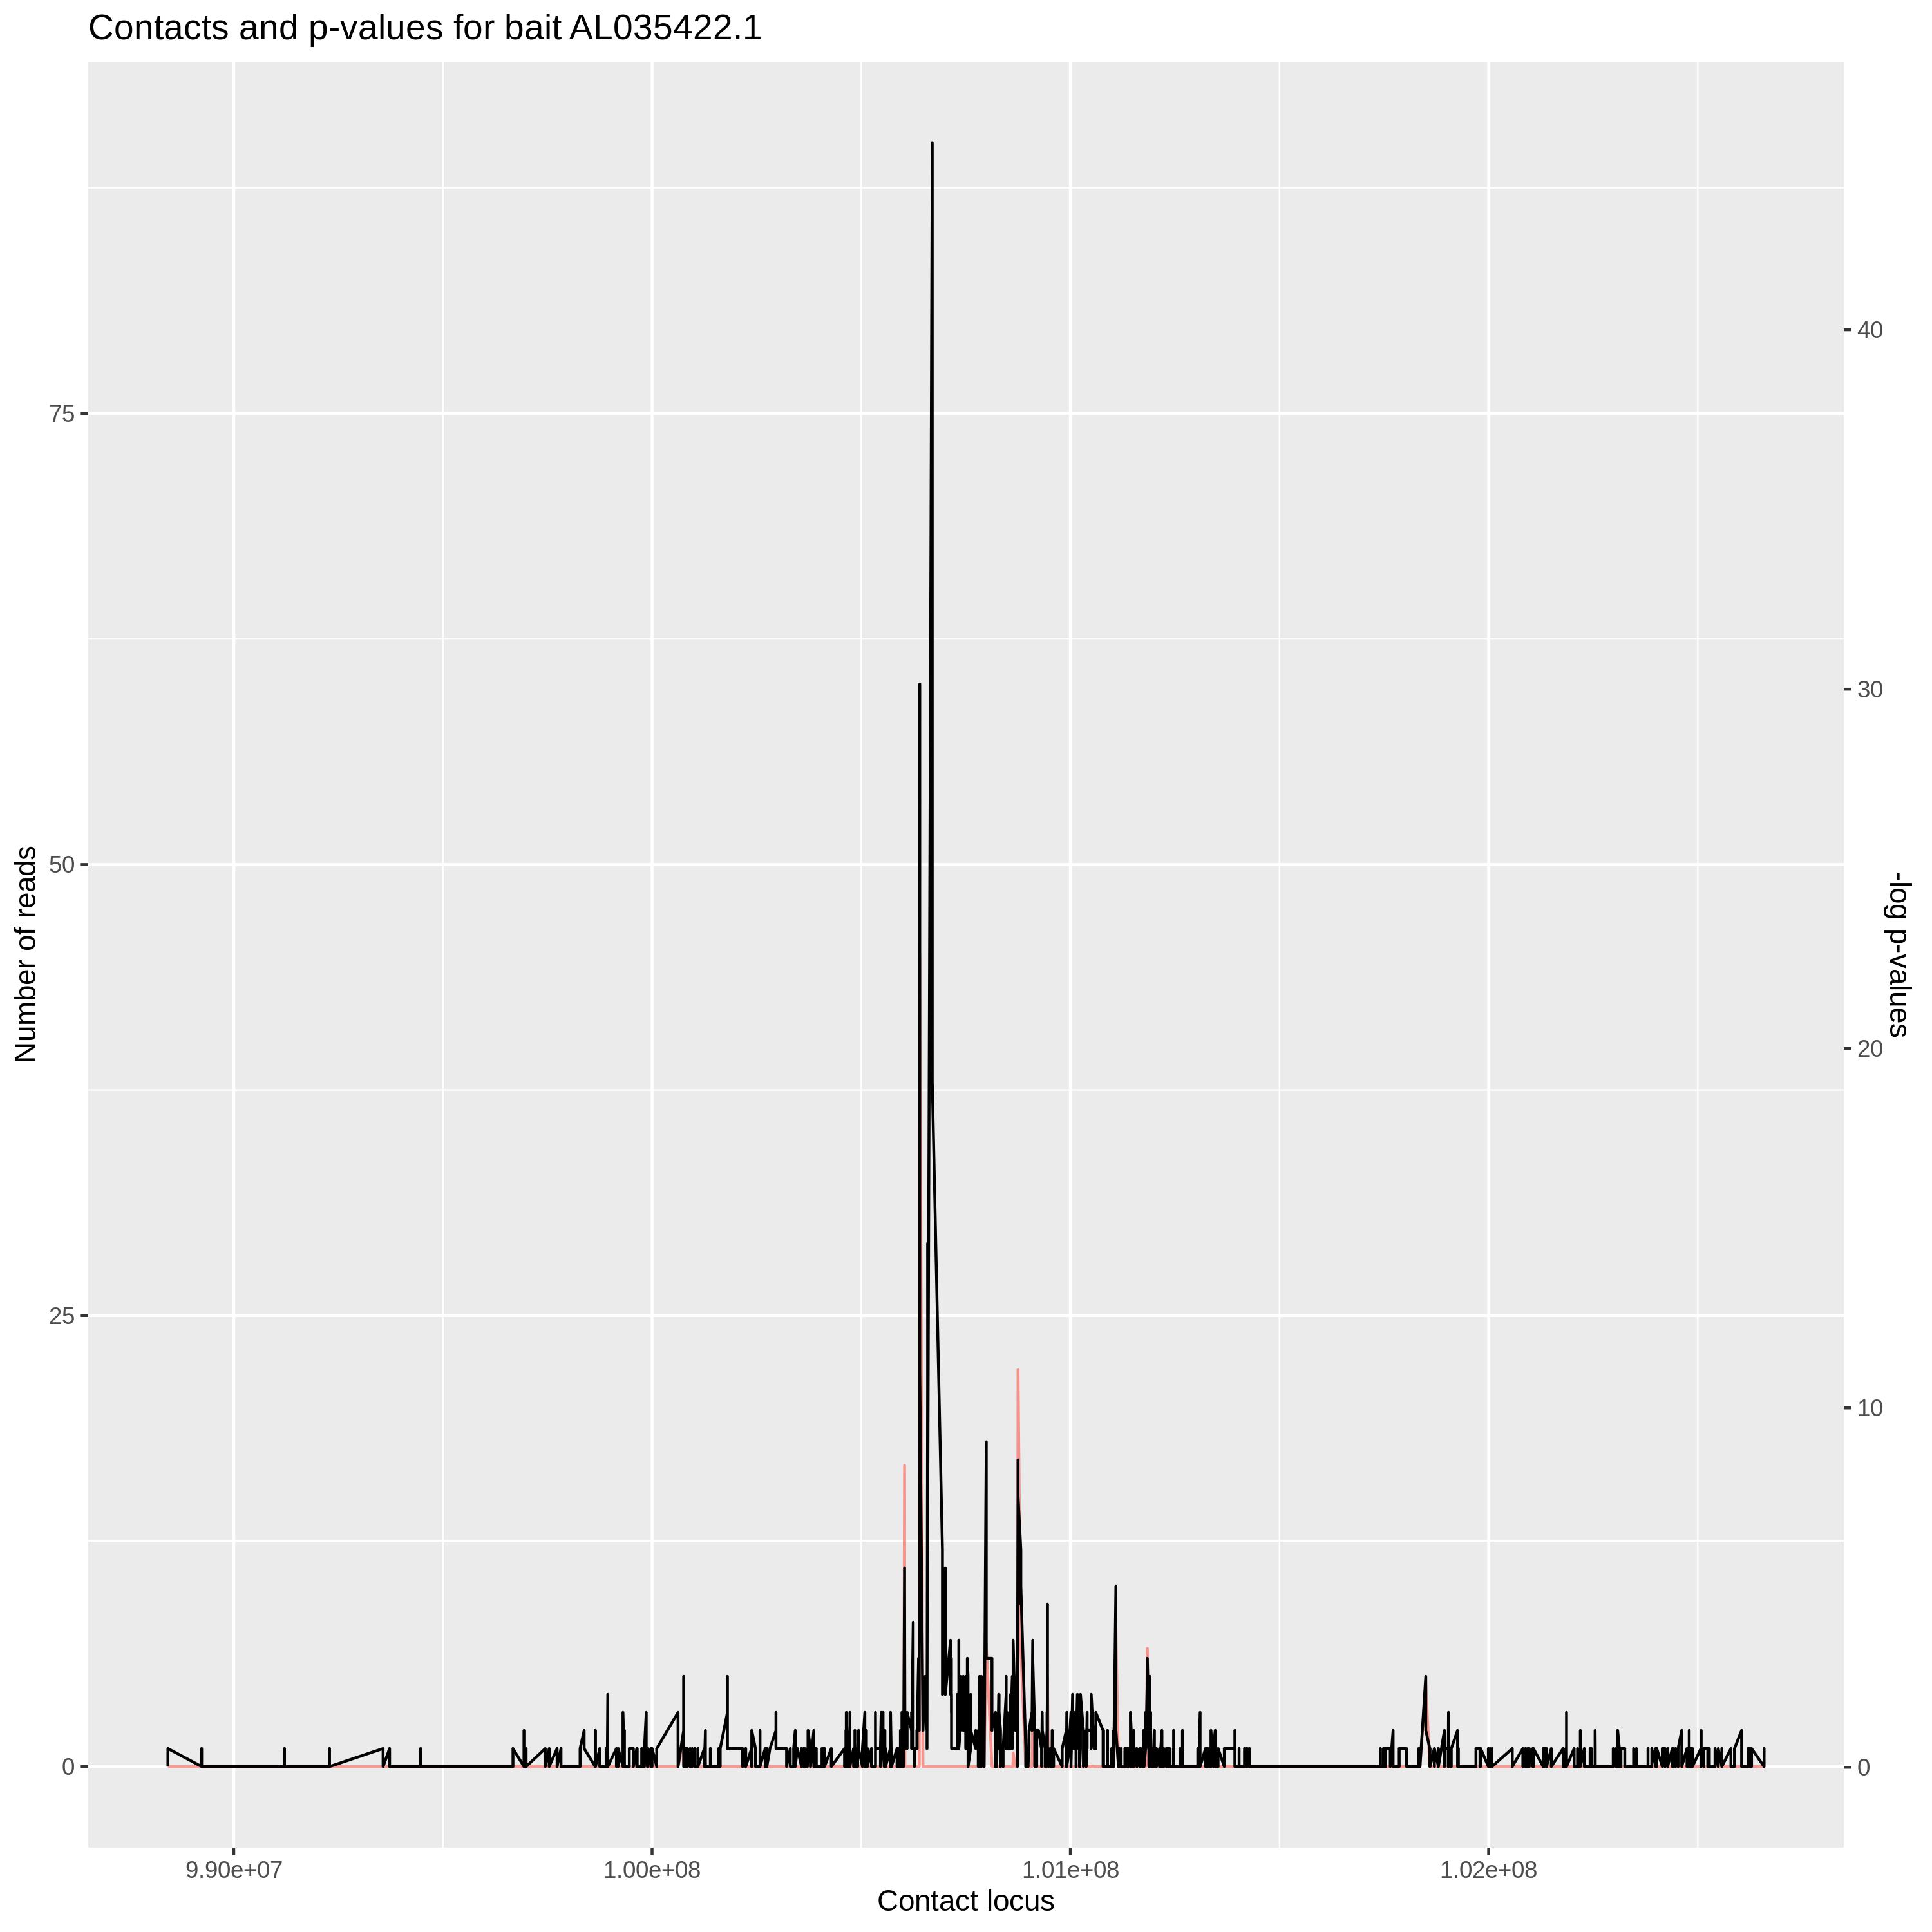 Contacts and p-values for bait AL035422.1
Number of reads
75
50
25
0
40
30
20
10
0
-log p-values
9.90e+07 1.00e+08 1.01e+08 1.02e+08
Contact locus